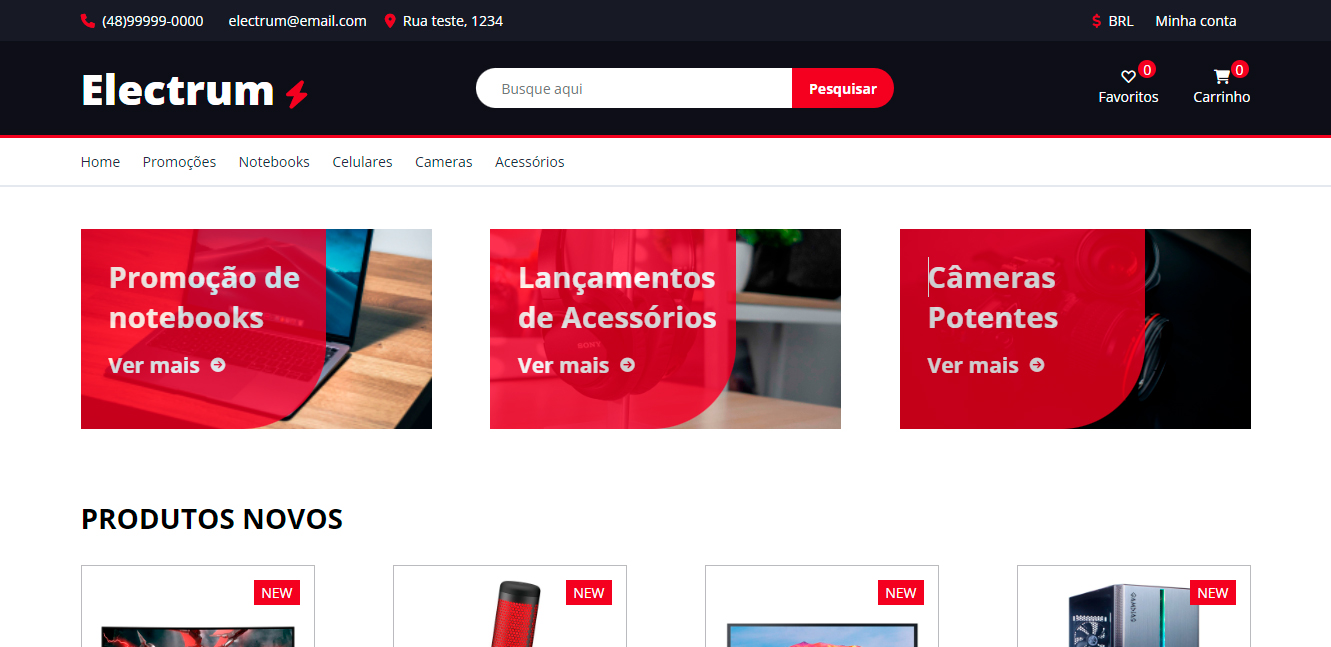 (48)99999-0000 electrum@email.com Rua teste, 1234 $ BRL Minha conta
Electrum
Busque aqui Pesquisar
0 0
Favoritos Carrinho
Home Promoções Notebooks Celulares Cameras Acessórios
Promoção de
notebooks
Ver mais
Lançamentos
de Acessórios
SONY
Ver mais
Câmeras
Potentes
Ver mais
PRODUTOS NOVOS
NEW NEW NEW NEW
GAMDIAS